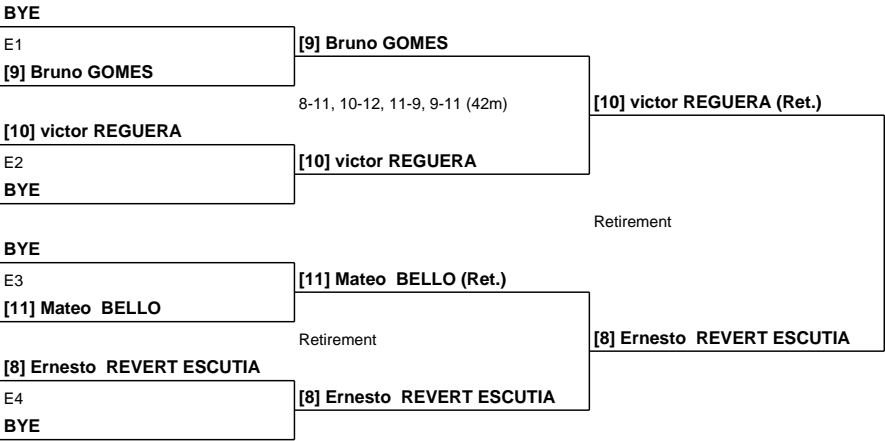 BYE
E1
[9] Bruno GOMES
[9] Bruno GOMES
8-11, 10-12, 11-9, 9-11 (42m)
[10] victor REGUERA (Ret.)
[10] victor REGUERA
E2
[10] victor REGUERA
BYE
Retirement
BYE
E3
[11] Mateo BELLO (Ret.)
[11] Mateo BELLO
Retirement
[8] Ernesto REVERT ESCUTIA
[8] Ernesto REVERT ESCUTIA
E4
[8] Ernesto REVERT ESCUTIA
BYE